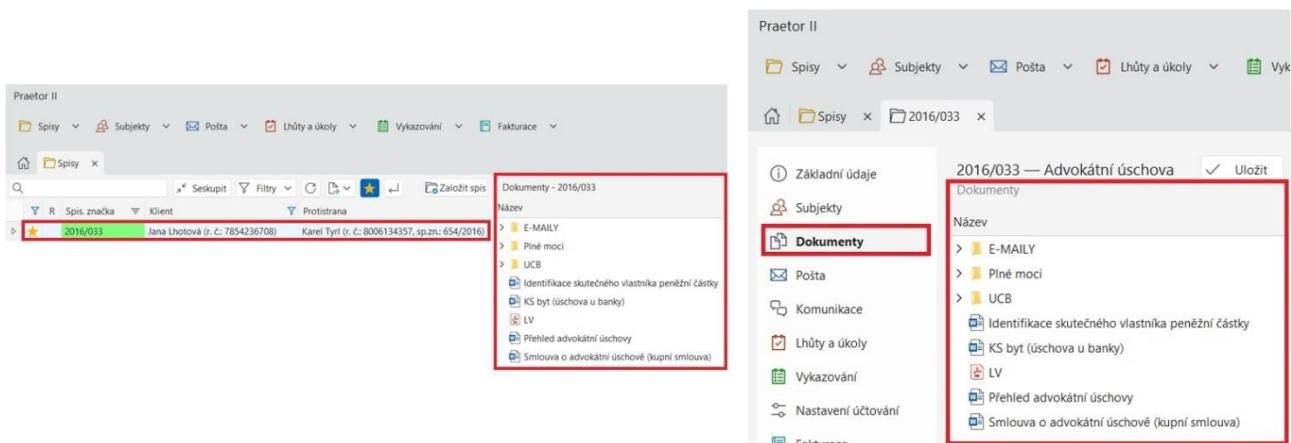 Praetor II
Spisy Subjekty Pošta Lhůty a úkoly Vykazování Fakturace
Spisy ×
Seskupit Filtry Založit spis
R Spis. značka Klient Protistrana
2016/033 Jana Lhotová (r. č.: 7854236708) Karel Tyrl (r. č.: 8006134357, sp.zn.: 654/2016)
Dokumenty - 2016/033
Název
E-MAILY
Plné moci
UCB
Identifikace skutečného vlastníka peněžní částky
KS byt (úschova u banky)
LV
Přehled advokátní úschovy
Smlouva o advokátní úschově (kupní smlouva)
Praetor II
Spisy Subjekty Pošta Lhůty a úkoly Vyk
Spisy × 2016/033 ×
Základní údaje
Subjekty
Dokumenty
Pošta
Komunikace
Lhůty a úkoly
Vykazování
Nastavení účtování
Fakturace
2016/033 — Advokátní úschova Uložit
Dokumenty
Název
E-MAILY
Plné moci
UCB
Identifikace skutečného vlastníka peněžní částky
KS byt (úschova u banky)
LV
Přehled advokátní úschovy
Smlouva o advokátní úschově (kupní smlouva)